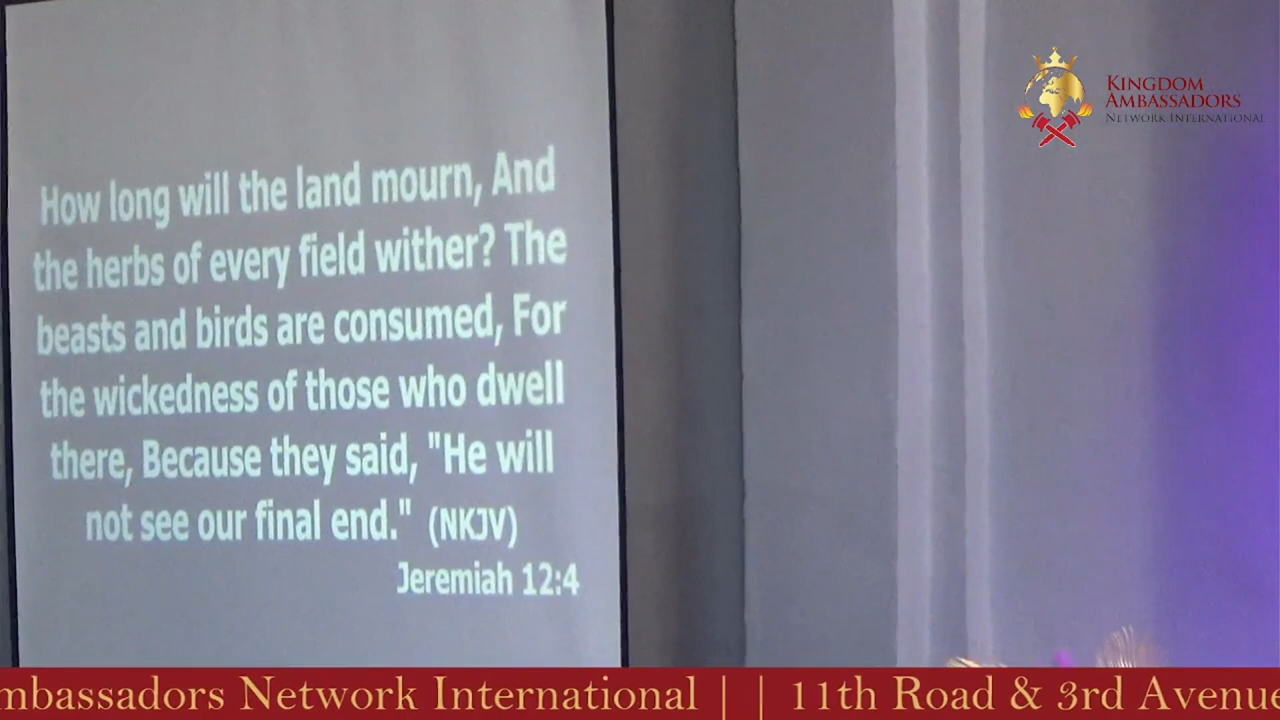 How long will the land mourn, And
the herbs of every field wither? The
beasts and birds are consumed, For
the wickedness of those who dwell
there, Because they said, "He will
not see our final end." (NKJV)
Jeremiah 12:4
KINGDOM
AMBASSADORS
NETWORK INTERNATIONAL
mbassadors Network International | | 11th Road & 3rd Avenue